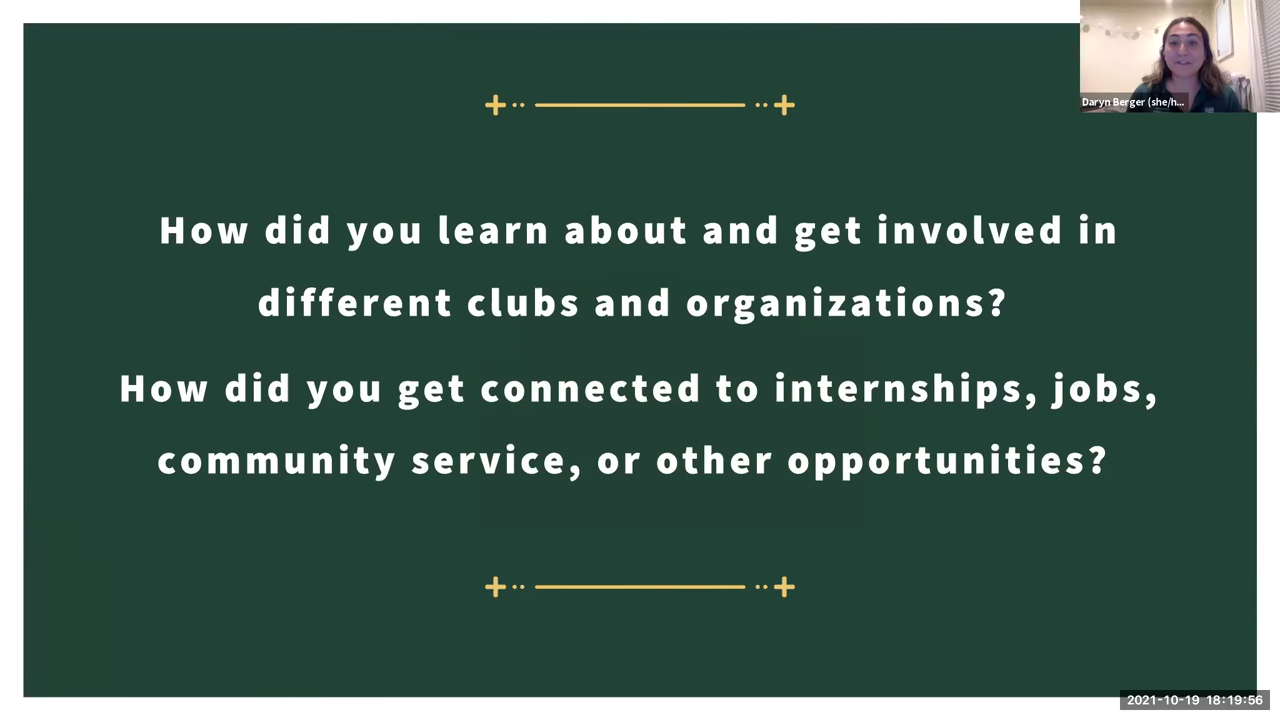 Daryn Berger (she/h...
How did you learn about and get involved in
different clubs and organizations?
How did you get connected to internships, jobs,
community service, or other opportunities?
2021-10-19 18:19:56